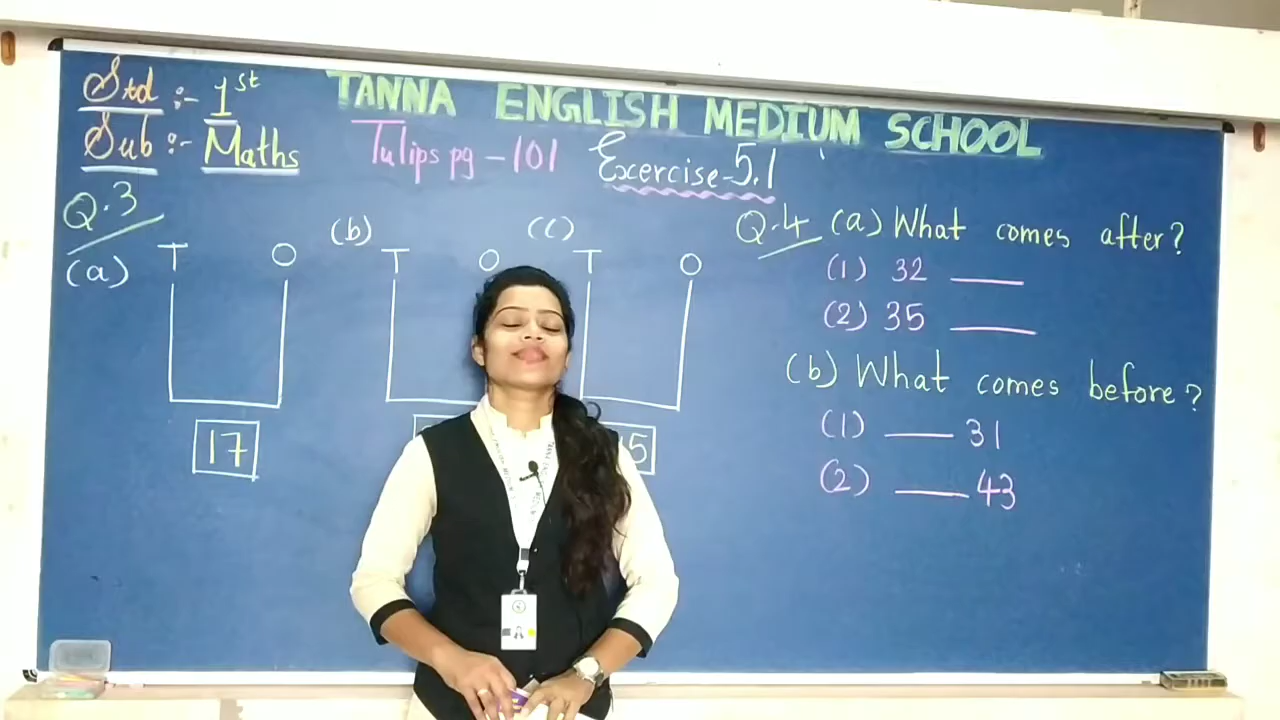 Std :- 1st
TANNA ENGLISH MEDIUM SCHOOL
Sub :- Maths
Tulips pg - 101
Exercise-5.1
Q.3
(a) T O
17
(b) T O
(c) T O
Q.4 (a) What comes after?
(1) 32 ____
(2) 35 ____
(b) What comes before?
(1) ____ 31
(2) ____ 43